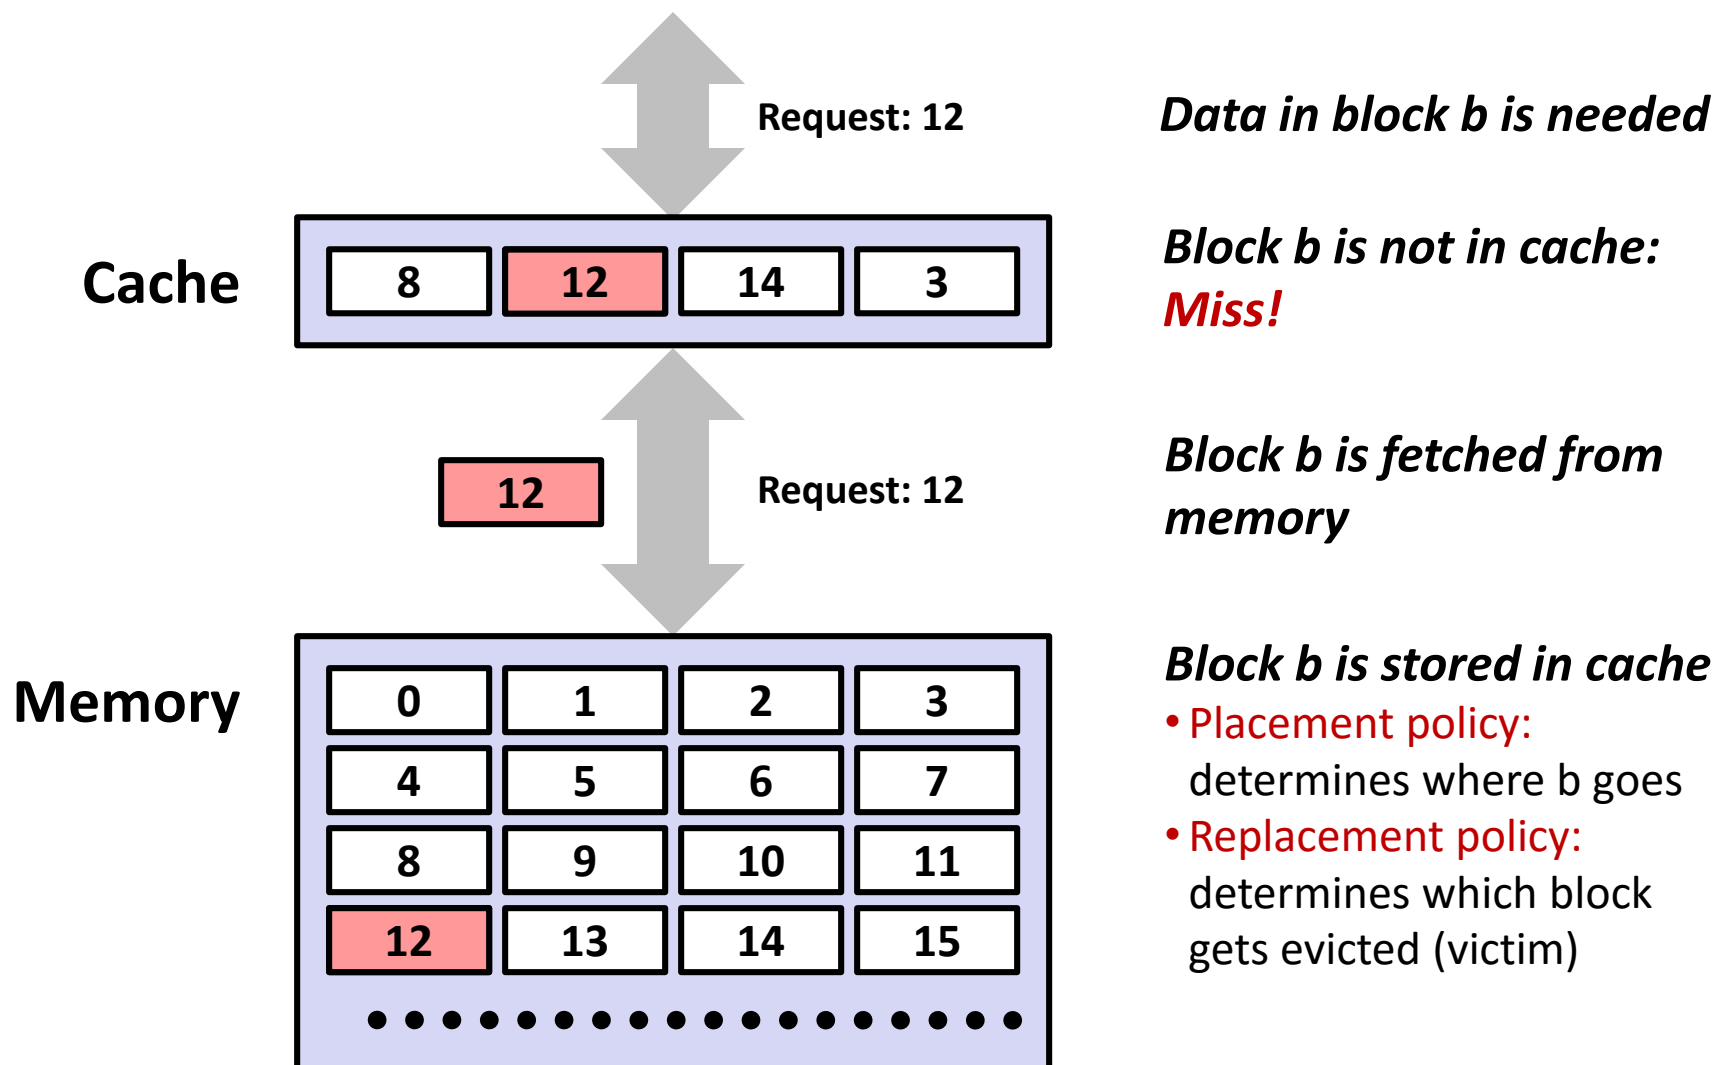 Request: 12
Data in block b is needed
Cache
8 12 14 3
Block b is not in cache:
Miss!
12
Request: 12
Block b is fetched from
memory
Memory
0 1 2 3
4 5 6 7
8 9 10 11
12 13 14 15
Block b is stored in cache
• Placement policy:
determines where b goes
• Replacement policy:
determines which block
gets evicted (victim)